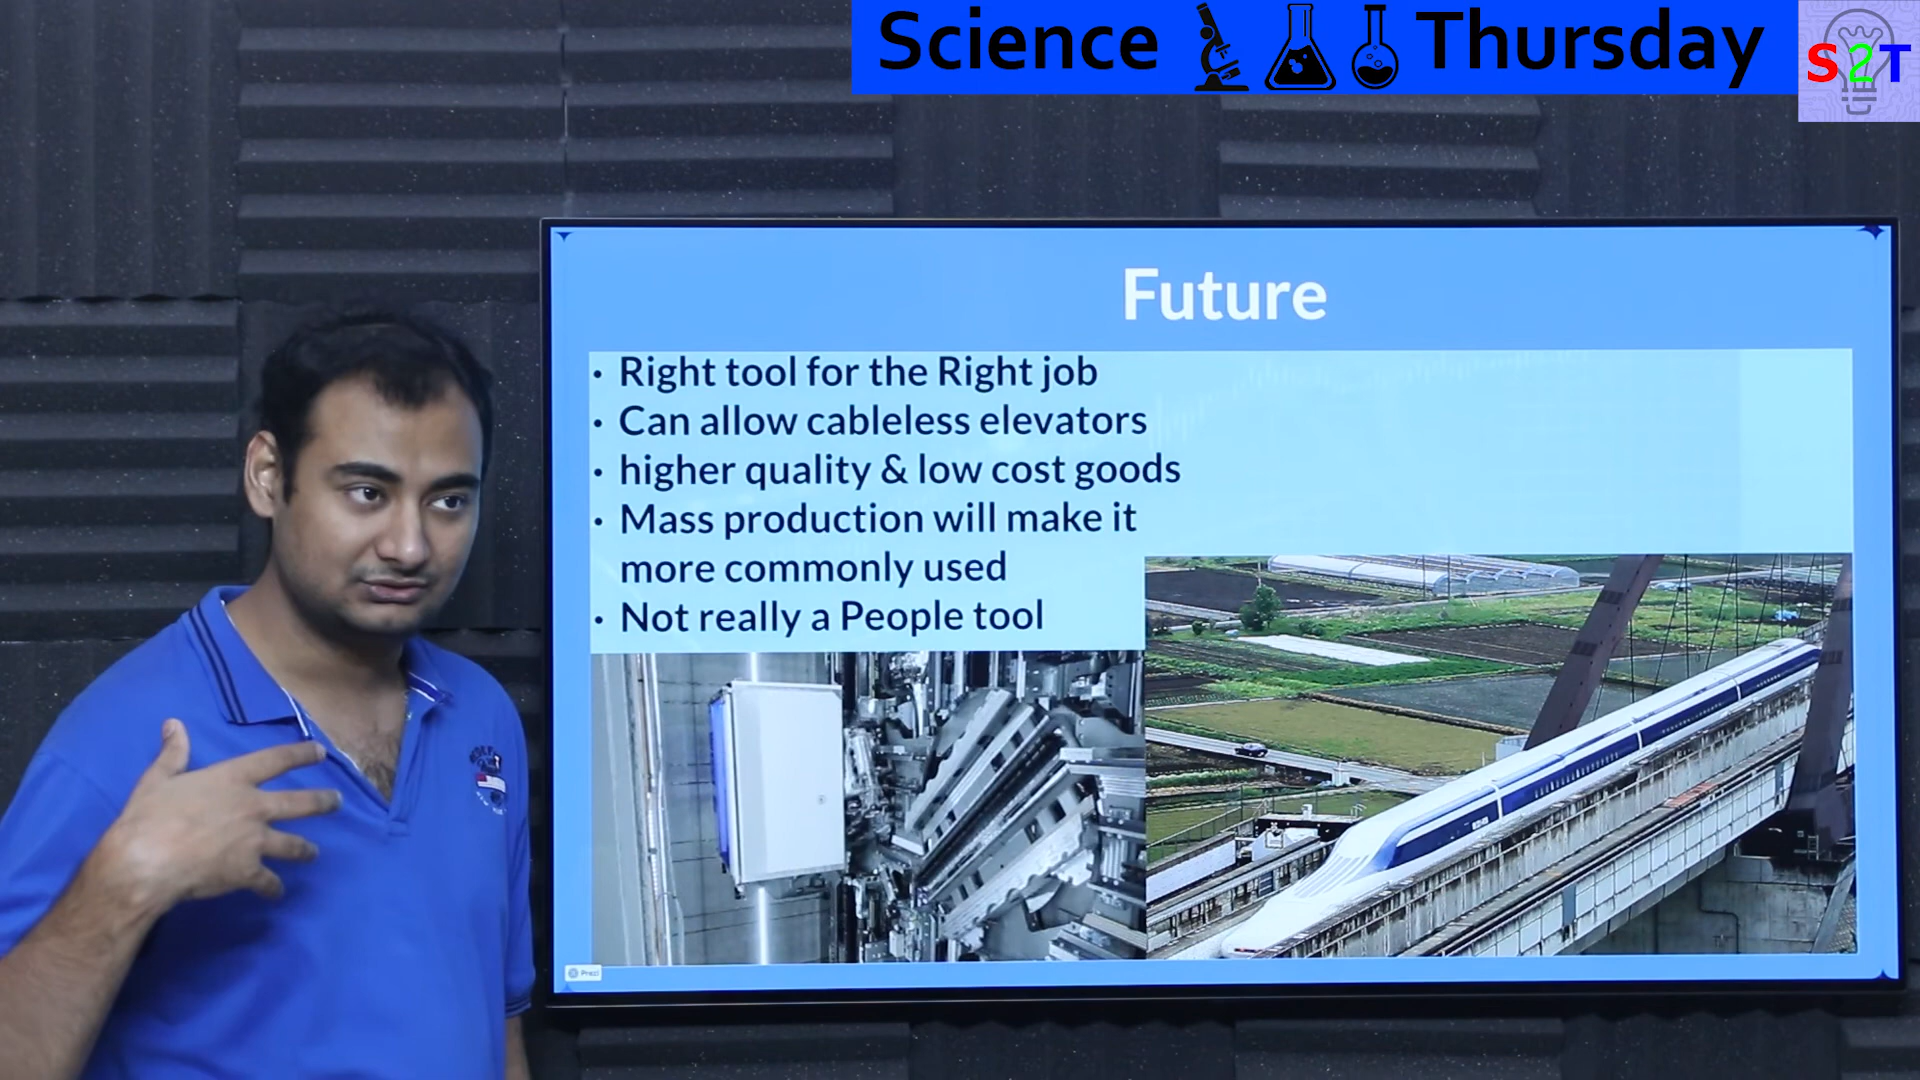 Science Thursday
S2T
Future
• Right tool for the Right job
• Can allow cableless elevators
• higher quality & low cost goods
• Mass production will make it
more commonly used
• Not really a People tool
Prezi